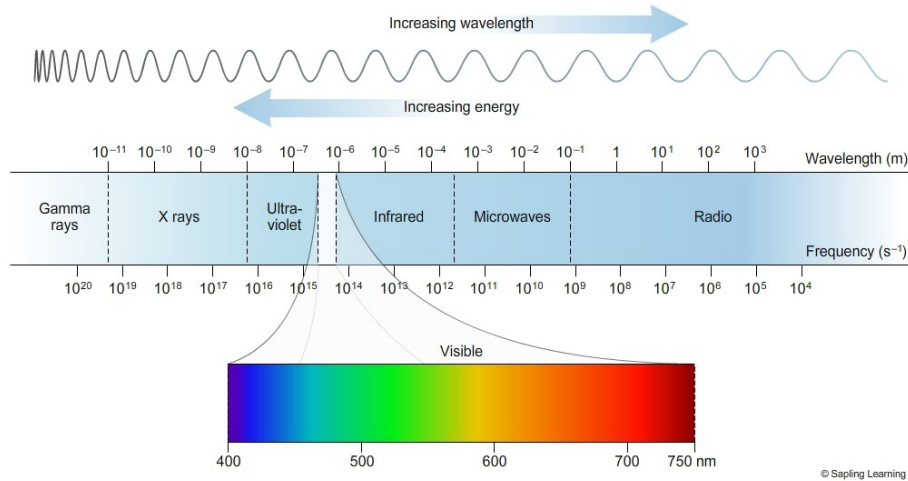 Increasing wavelength
Increasing energy
10⁻¹¹ 10⁻¹⁰ 10⁻⁹ 10⁻⁸ 10⁻⁷ 10⁻⁶ 10⁻⁵ 10⁻⁴ 10⁻³ 10⁻² 10⁻¹ 1 10¹ 10² 10³ Wavelength (m)
Gamma
rays
X rays
Ultra-
violet
Infrared
Microwaves
Radio
Frequency (s⁻¹)
10²⁰ 10¹⁹ 10¹⁸ 10¹⁷ 10¹⁶ 10¹⁵ 10¹⁴ 10¹³ 10¹² 10¹¹ 10¹⁰ 10⁹ 10⁸ 10⁷ 10⁶ 10⁵ 10⁴
Visible
400 500 600 700 750 nm
© Sapling Learning